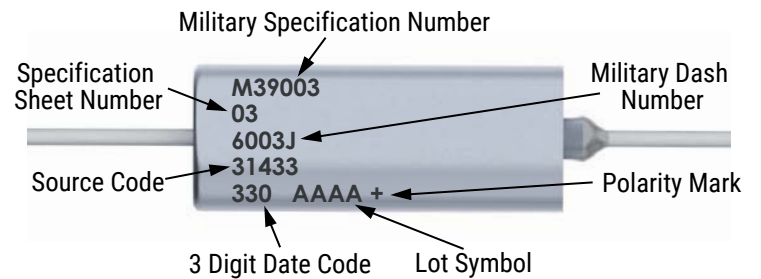 Military Specification Number
Specification
Sheet Number
Military Dash
Number
M39003
03
6003J
31433
330 AAAA +
Source Code
Polarity Mark
3 Digit Date Code
Lot Symbol